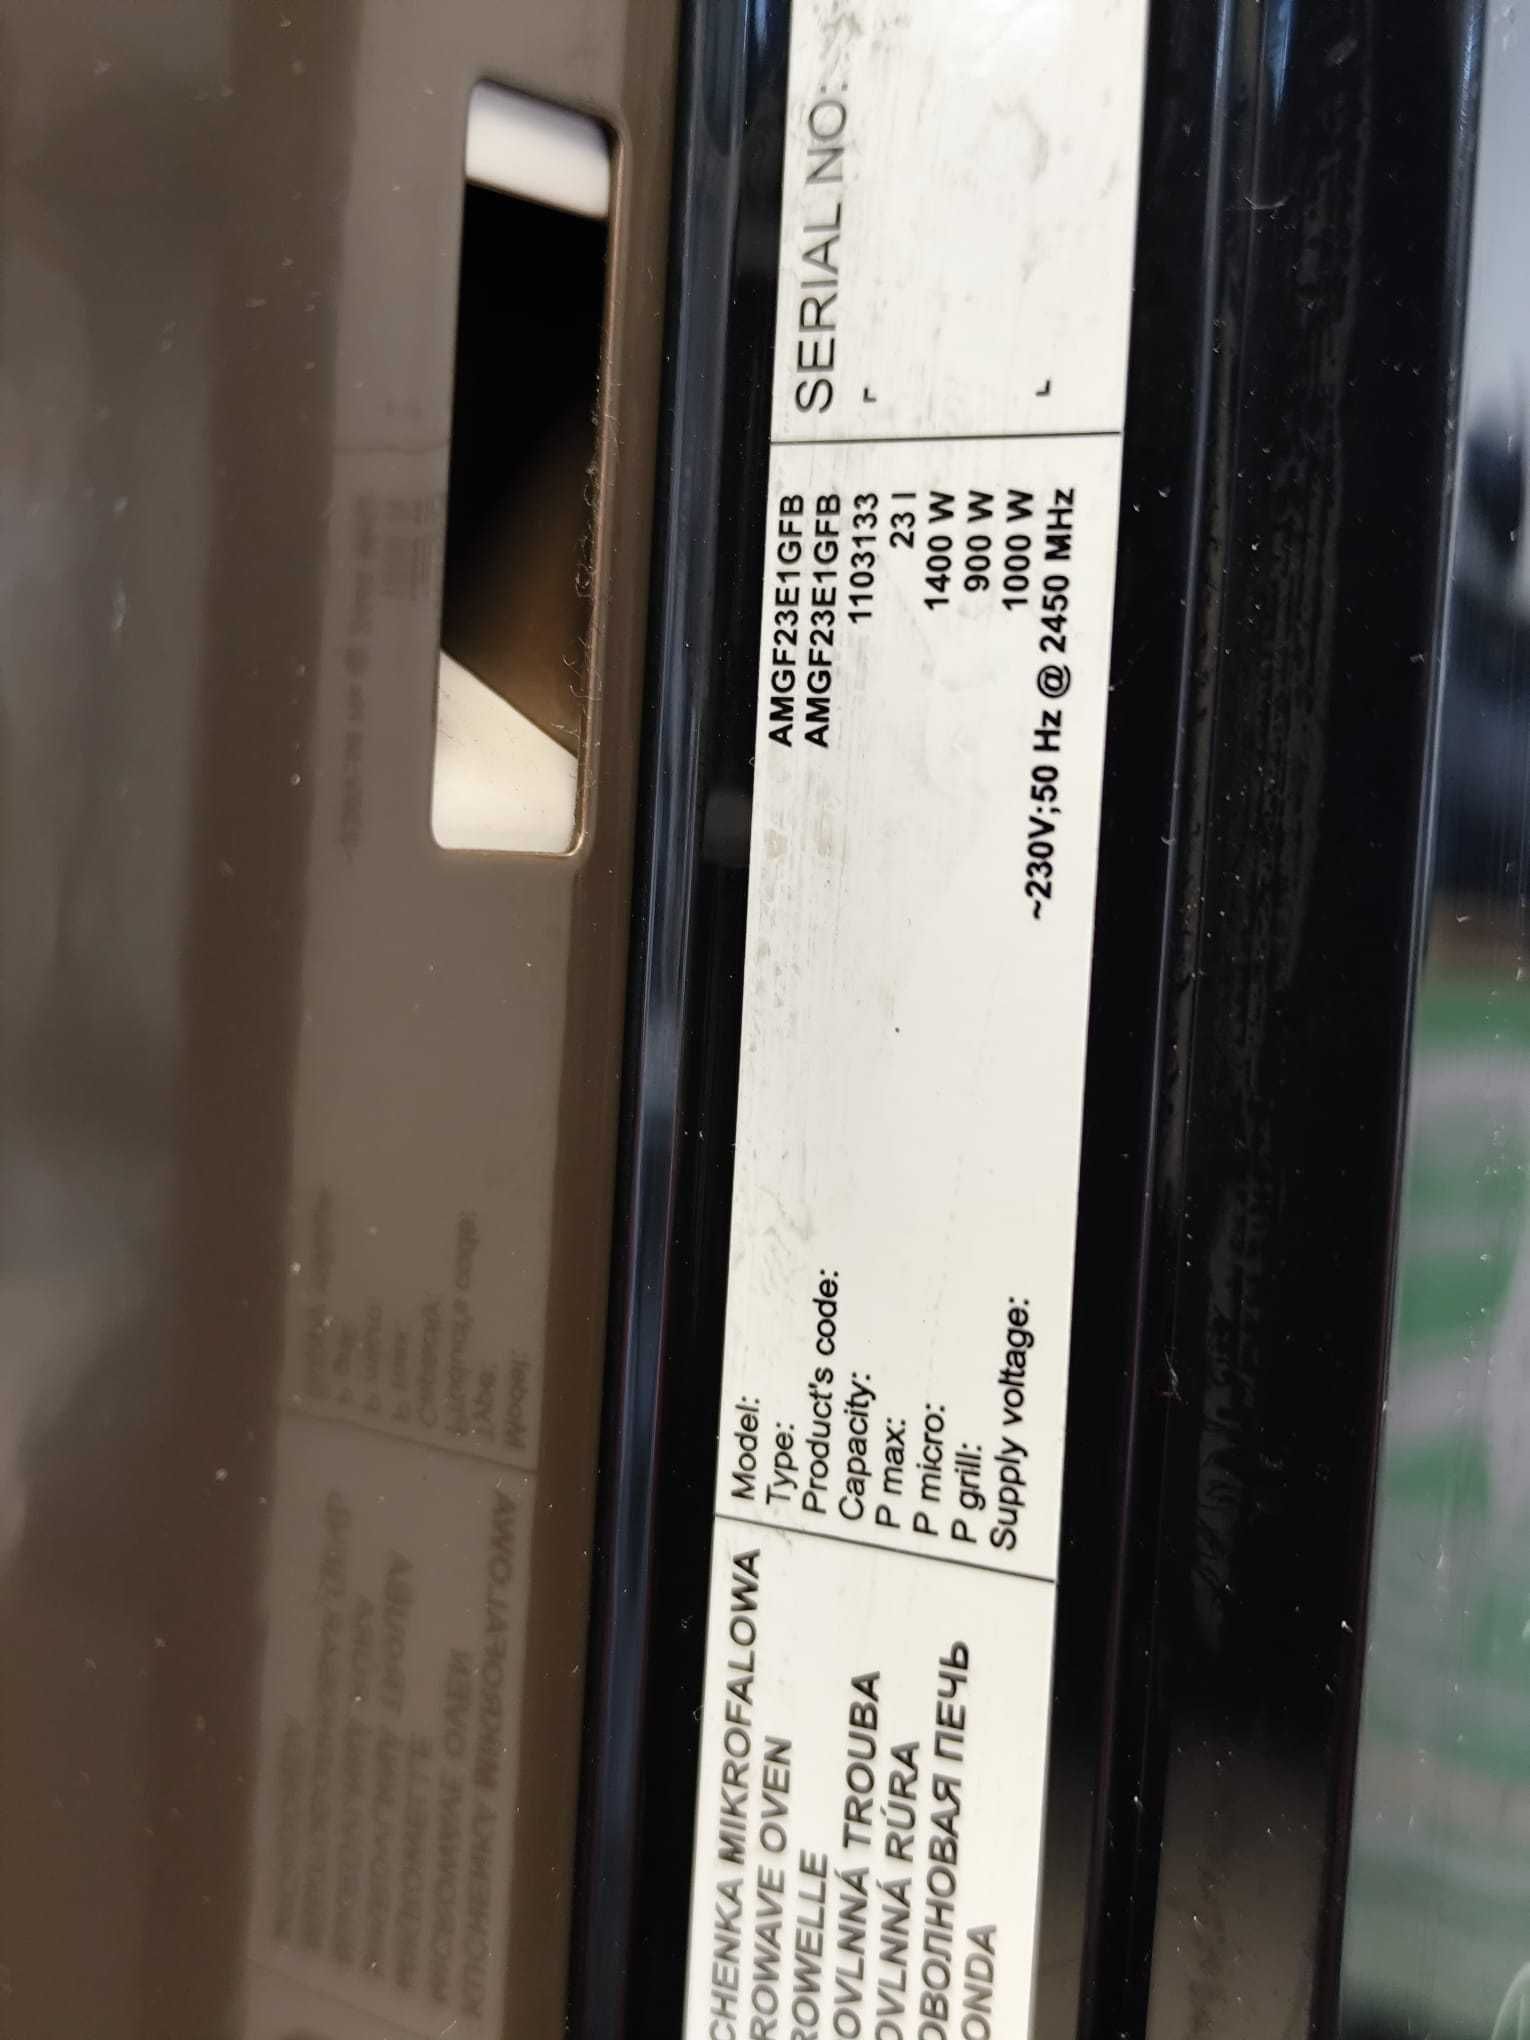 CHENKA MIIKROFALOWA
ROWAVE OVEN
ROWELLE
OVLNNÁ TROUBA
OVLNNÁ RÚRA
ОВОЛНОВАЯ ПЕЧЬ
ONDA
Model: AMGF23E1GFB
Type: AMGF23E1GFB
Product's code: 1103133
Capacity: 23 l
P max: 1400 W
P micro: 900 W
P grill: 1000 W
Supply voltage: ~230V;50 Hz @ 2450 MHz
SERIAL NO: